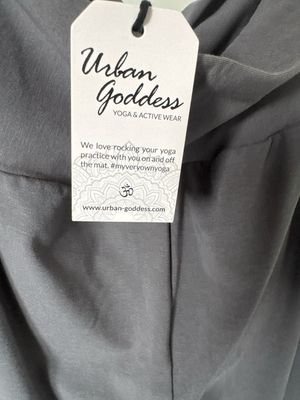 Urban
Goddess
YOGA & ACTIVE WEAR
We love rocking your yoga
practice with you on and off
the mat. #myveryownyoga
ॐ
www.urban-goddess.com